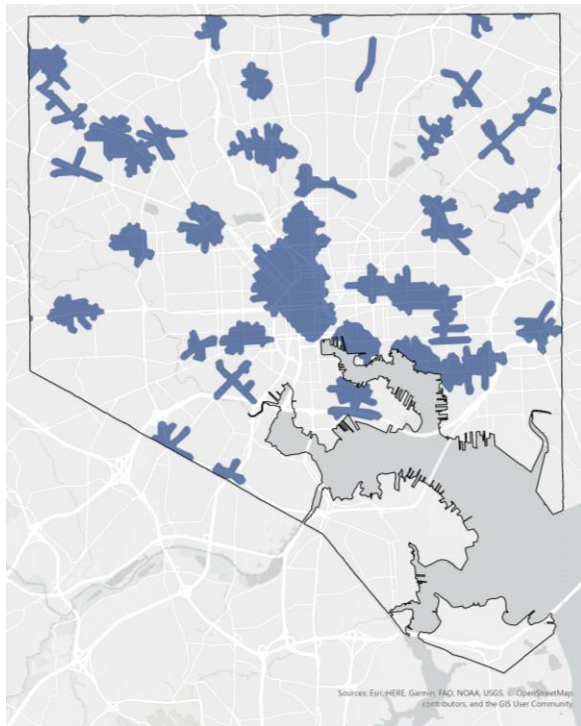 Sources: Esri, HERE, Garmin, FAO, NOAA, USGS, © OpenStreetMap
contributors, and the GIS User Community